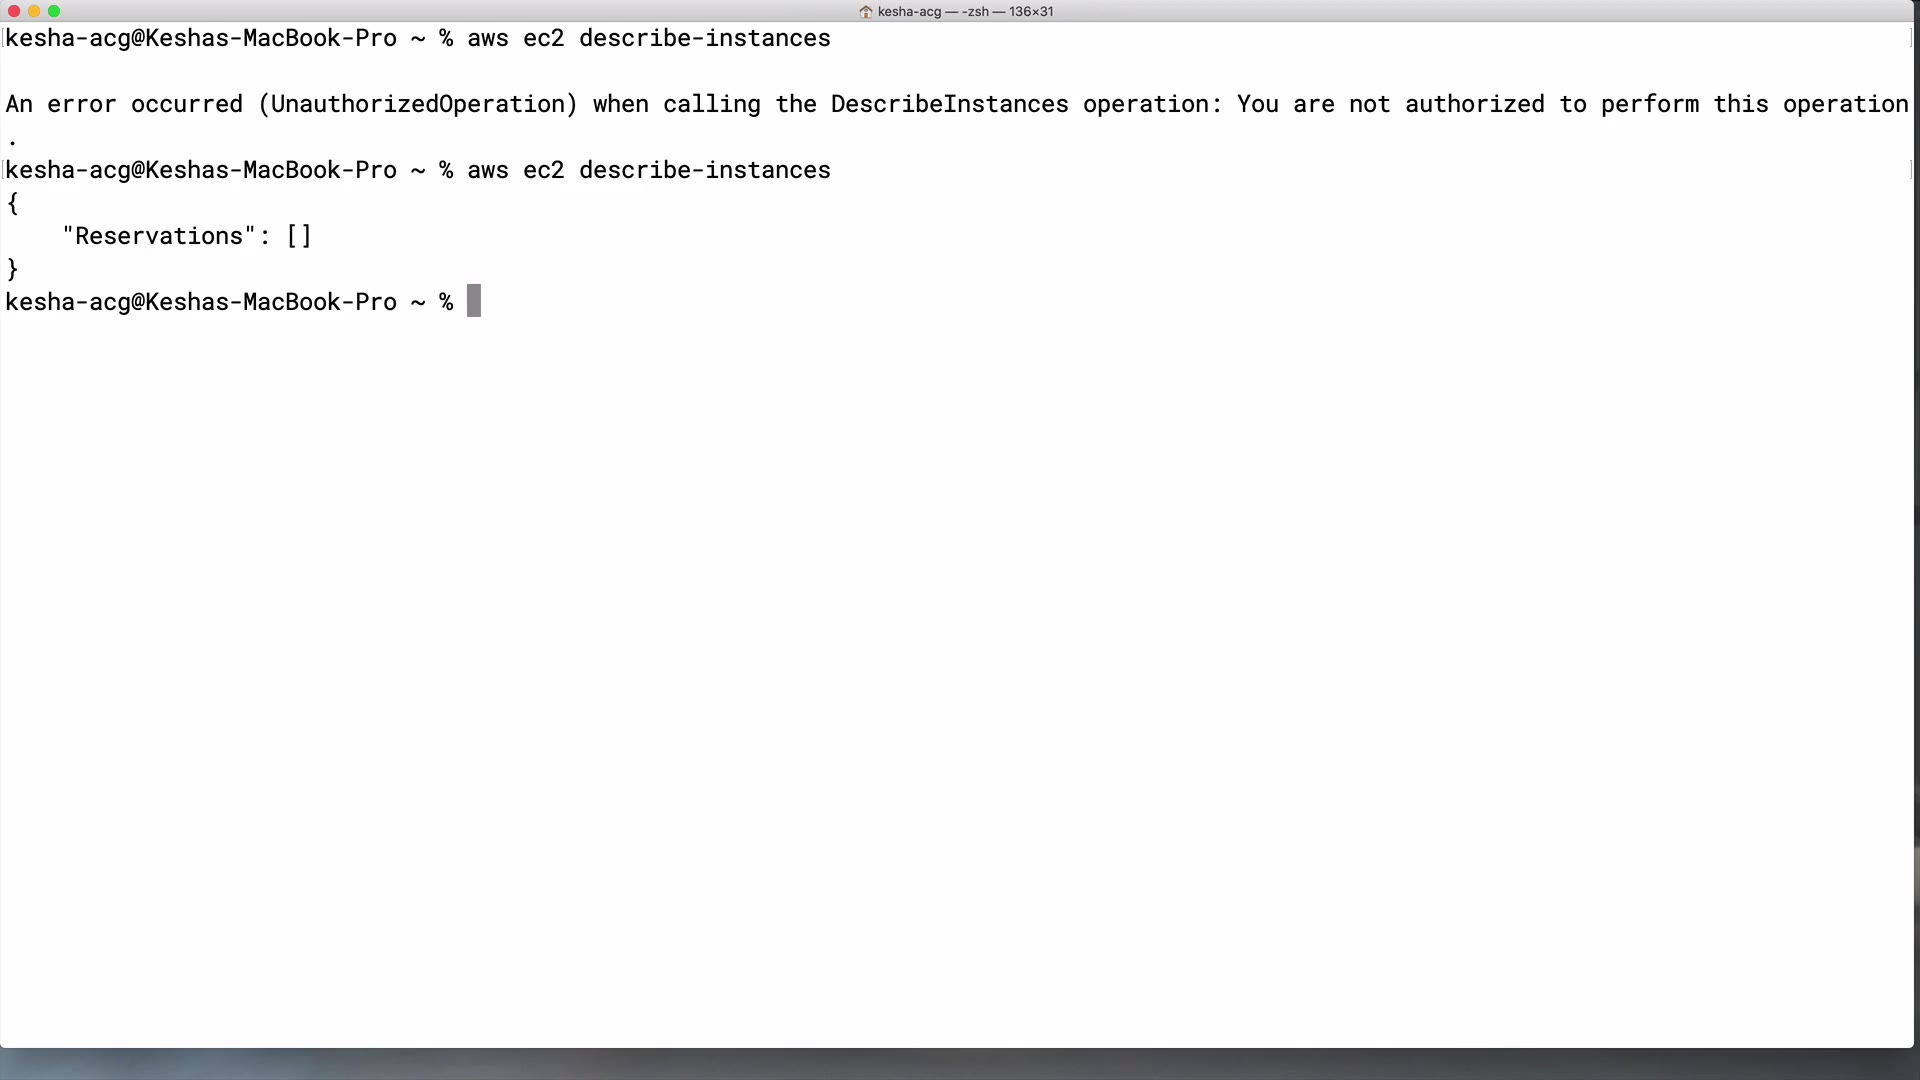 kesha-acg — -zsh — 136×31
kesha-acg@Keshas-MacBook-Pro ~ % aws ec2 describe-instances
An error occurred (UnauthorizedOperation) when calling the DescribeInstances operation: You are not authorized to perform this operation
.
kesha-acg@Keshas-MacBook-Pro ~ % aws ec2 describe-instances
{
    "Reservations": []
}
kesha-acg@Keshas-MacBook-Pro ~ %